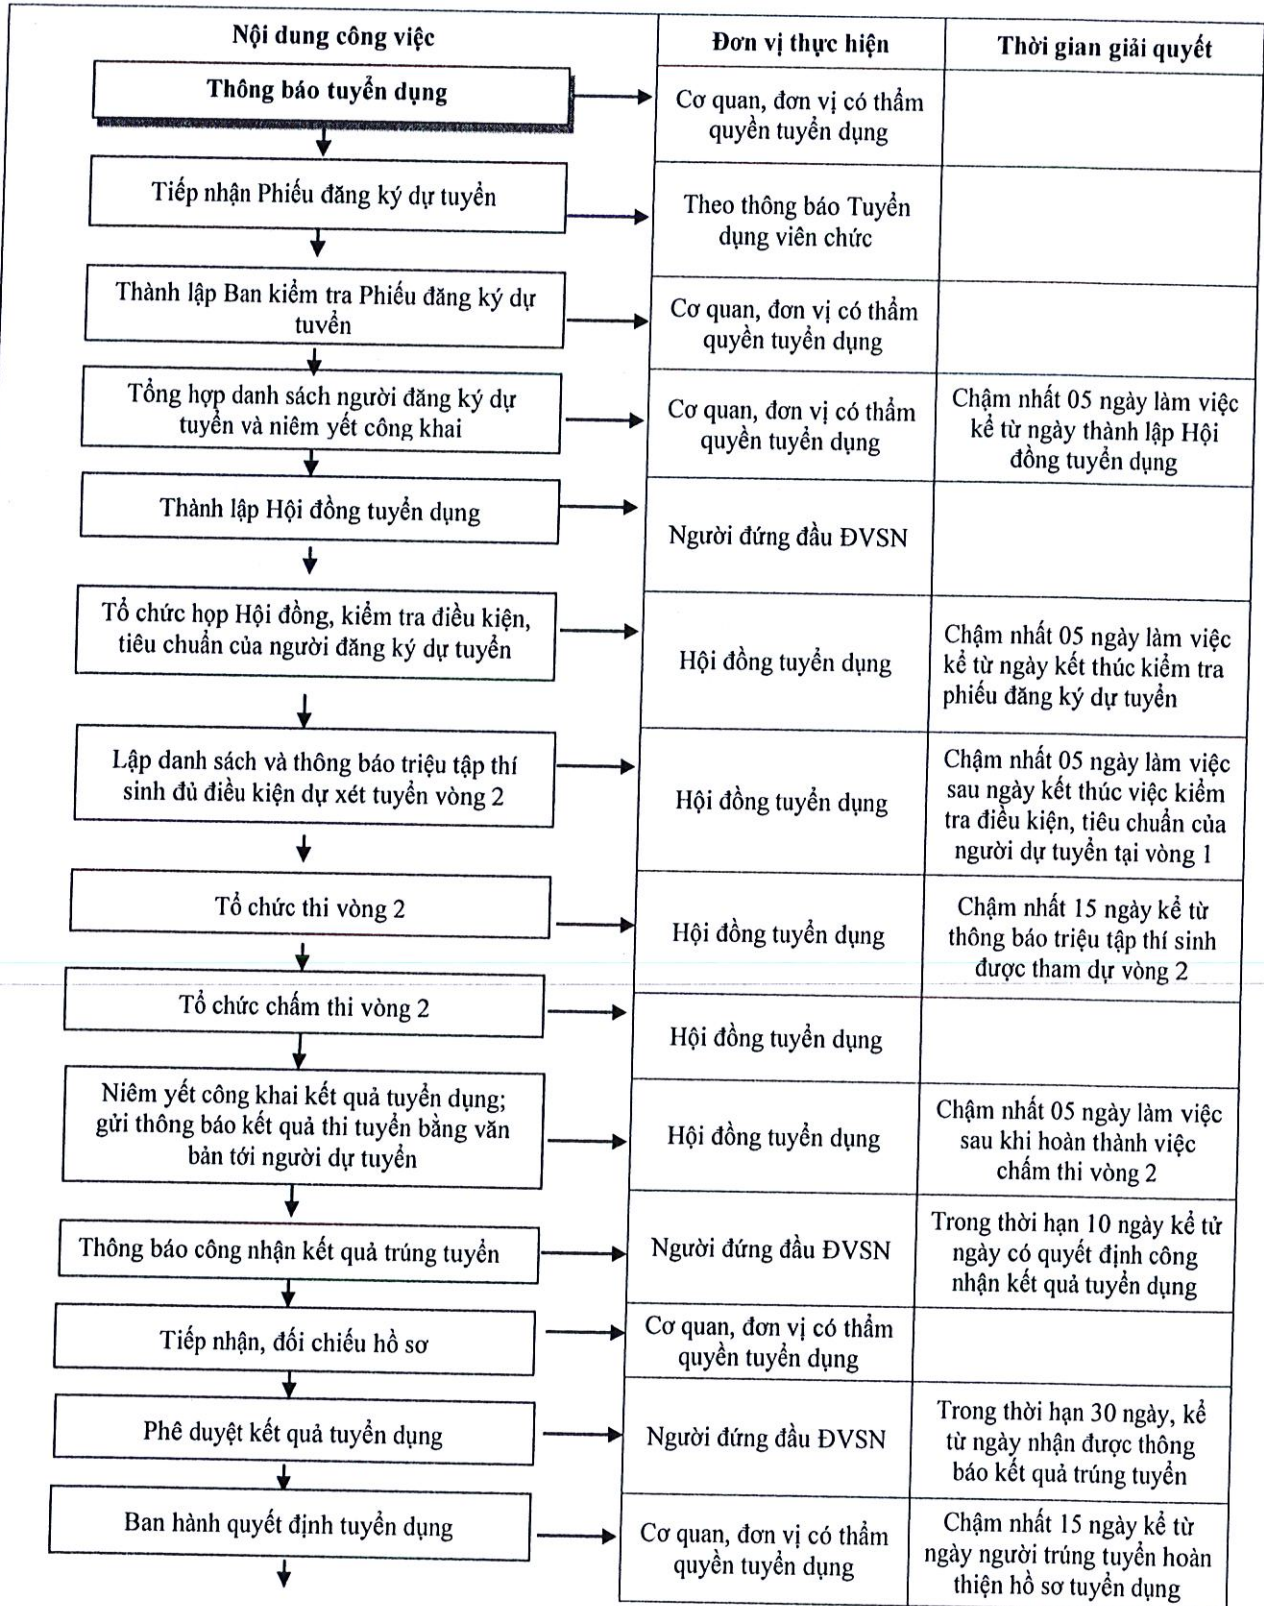 Nội dung công việc
Đơn vị thực hiện
Thời gian giải quyết
Thông báo tuyển dụng
Cơ quan, đơn vị có thẩm
quyền tuyển dụng
Tiếp nhận Phiếu đăng ký dự tuyển
Theo thông báo Tuyển
dụng viên chức
Thành lập Ban kiểm tra Phiếu đăng ký dự
tuyển
Cơ quan, đơn vị có thẩm
quyền tuyển dụng
Tổng hợp danh sách người đăng ký dự
tuyển và niêm yết công khai
Cơ quan, đơn vị có thẩm
quyền tuyển dụng
Chậm nhất 05 ngày làm việc
kể từ ngày thành lập Hội
đồng tuyển dụng
Thành lập Hội đồng tuyển dụng
Người đứng đầu ĐVSN
Tổ chức họp Hội đồng, kiểm tra điều kiện,
tiêu chuẩn của người đăng ký dự tuyển
Hội đồng tuyển dụng
Chậm nhất 05 ngày làm việc
kể từ ngày kết thúc kiểm tra
phiếu đăng ký dự tuyển
Lập danh sách và thông báo triệu tập thí
sinh đủ điều kiện dự xét tuyển vòng 2
Hội đồng tuyển dụng
Chậm nhất 05 ngày làm việc
sau ngày kết thúc việc kiểm
tra điều kiện, tiêu chuẩn của
người dự tuyển tại vòng 1
Tổ chức thi vòng 2
Hội đồng tuyển dụng
Chậm nhất 15 ngày kể từ
thông báo triệu tập thí sinh
được tham dự vòng 2
Tổ chức chấm thi vòng 2
Hội đồng tuyển dụng
Niêm yết công khai kết quả tuyển dụng;
gửi thông báo kết quả thi tuyển bằng văn
bản tới người dự tuyển
Hội đồng tuyển dụng
Chậm nhất 05 ngày làm việc
sau khi hoàn thành việc
chấm thi vòng 2
Thông báo công nhận kết quả trúng tuyển
Người đứng đầu ĐVSN
Trong thời hạn 10 ngày kể tử
ngày có quyết định công
nhận kết quả tuyển dụng
Tiếp nhận, đối chiếu hồ sơ
Cơ quan, đơn vị có thẩm
quyền tuyển dụng
Phê duyệt kết quả tuyển dụng
Người đứng đầu ĐVSN
Trong thời hạn 30 ngày, kể
từ ngày nhận được thông
báo kết quả trúng tuyển
Ban hành quyết định tuyển dụng
Cơ quan, đơn vị có thẩm
quyền tuyển dụng
Chậm nhất 15 ngày kể từ
ngày người trúng tuyển hoàn
thiện hồ sơ tuyển dụng